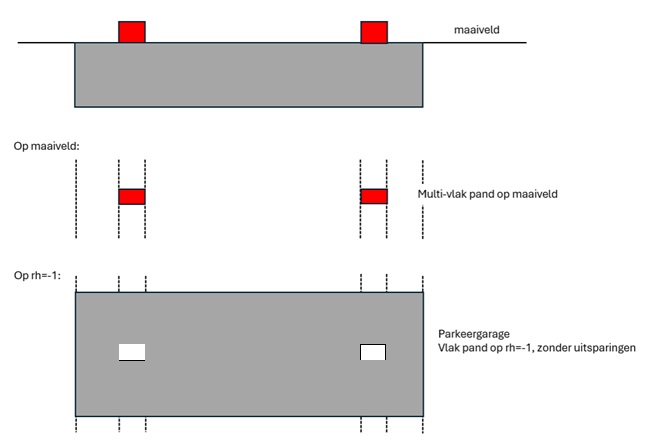 maaiveld
Op maaiveld:
Multi-vlak pand op maaiveld
Op rh=-1:
Parkeergarage
Vlak pand op rh=-1, zonder uitsparingen